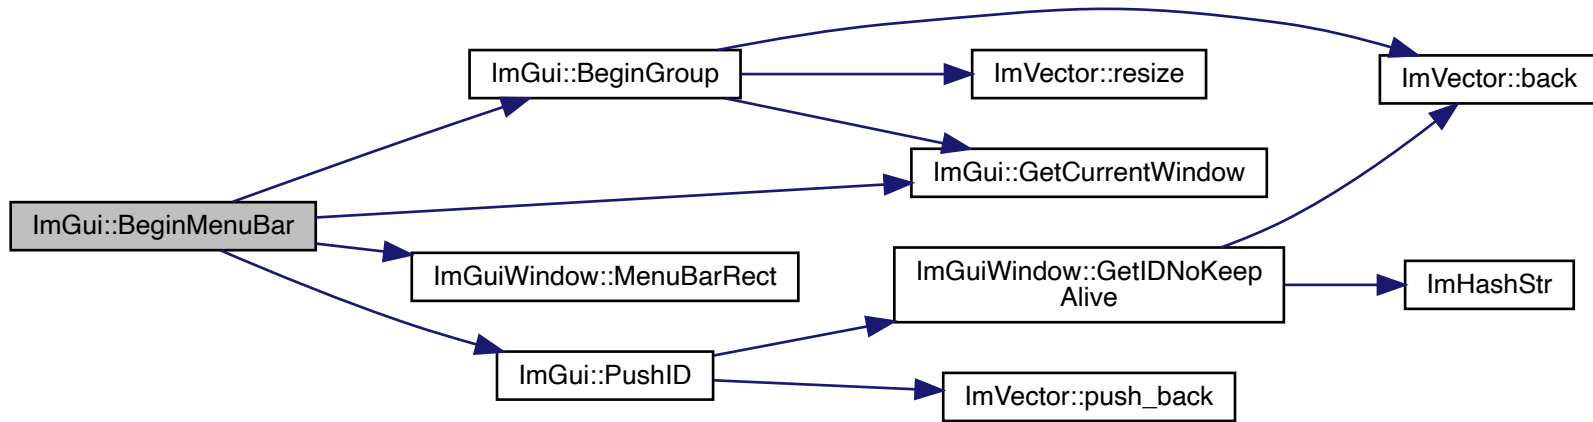 ImGui::BeginMenuBar
ImGui::BeginGroup
ImGuiWindow::MenuBarRect
ImGui::PushID
ImVector::resize
ImGui::GetCurrentWindow
ImGuiWindow::GetIDNoKeep
Alive
ImVector::push_back
ImVector::back
ImHashStr